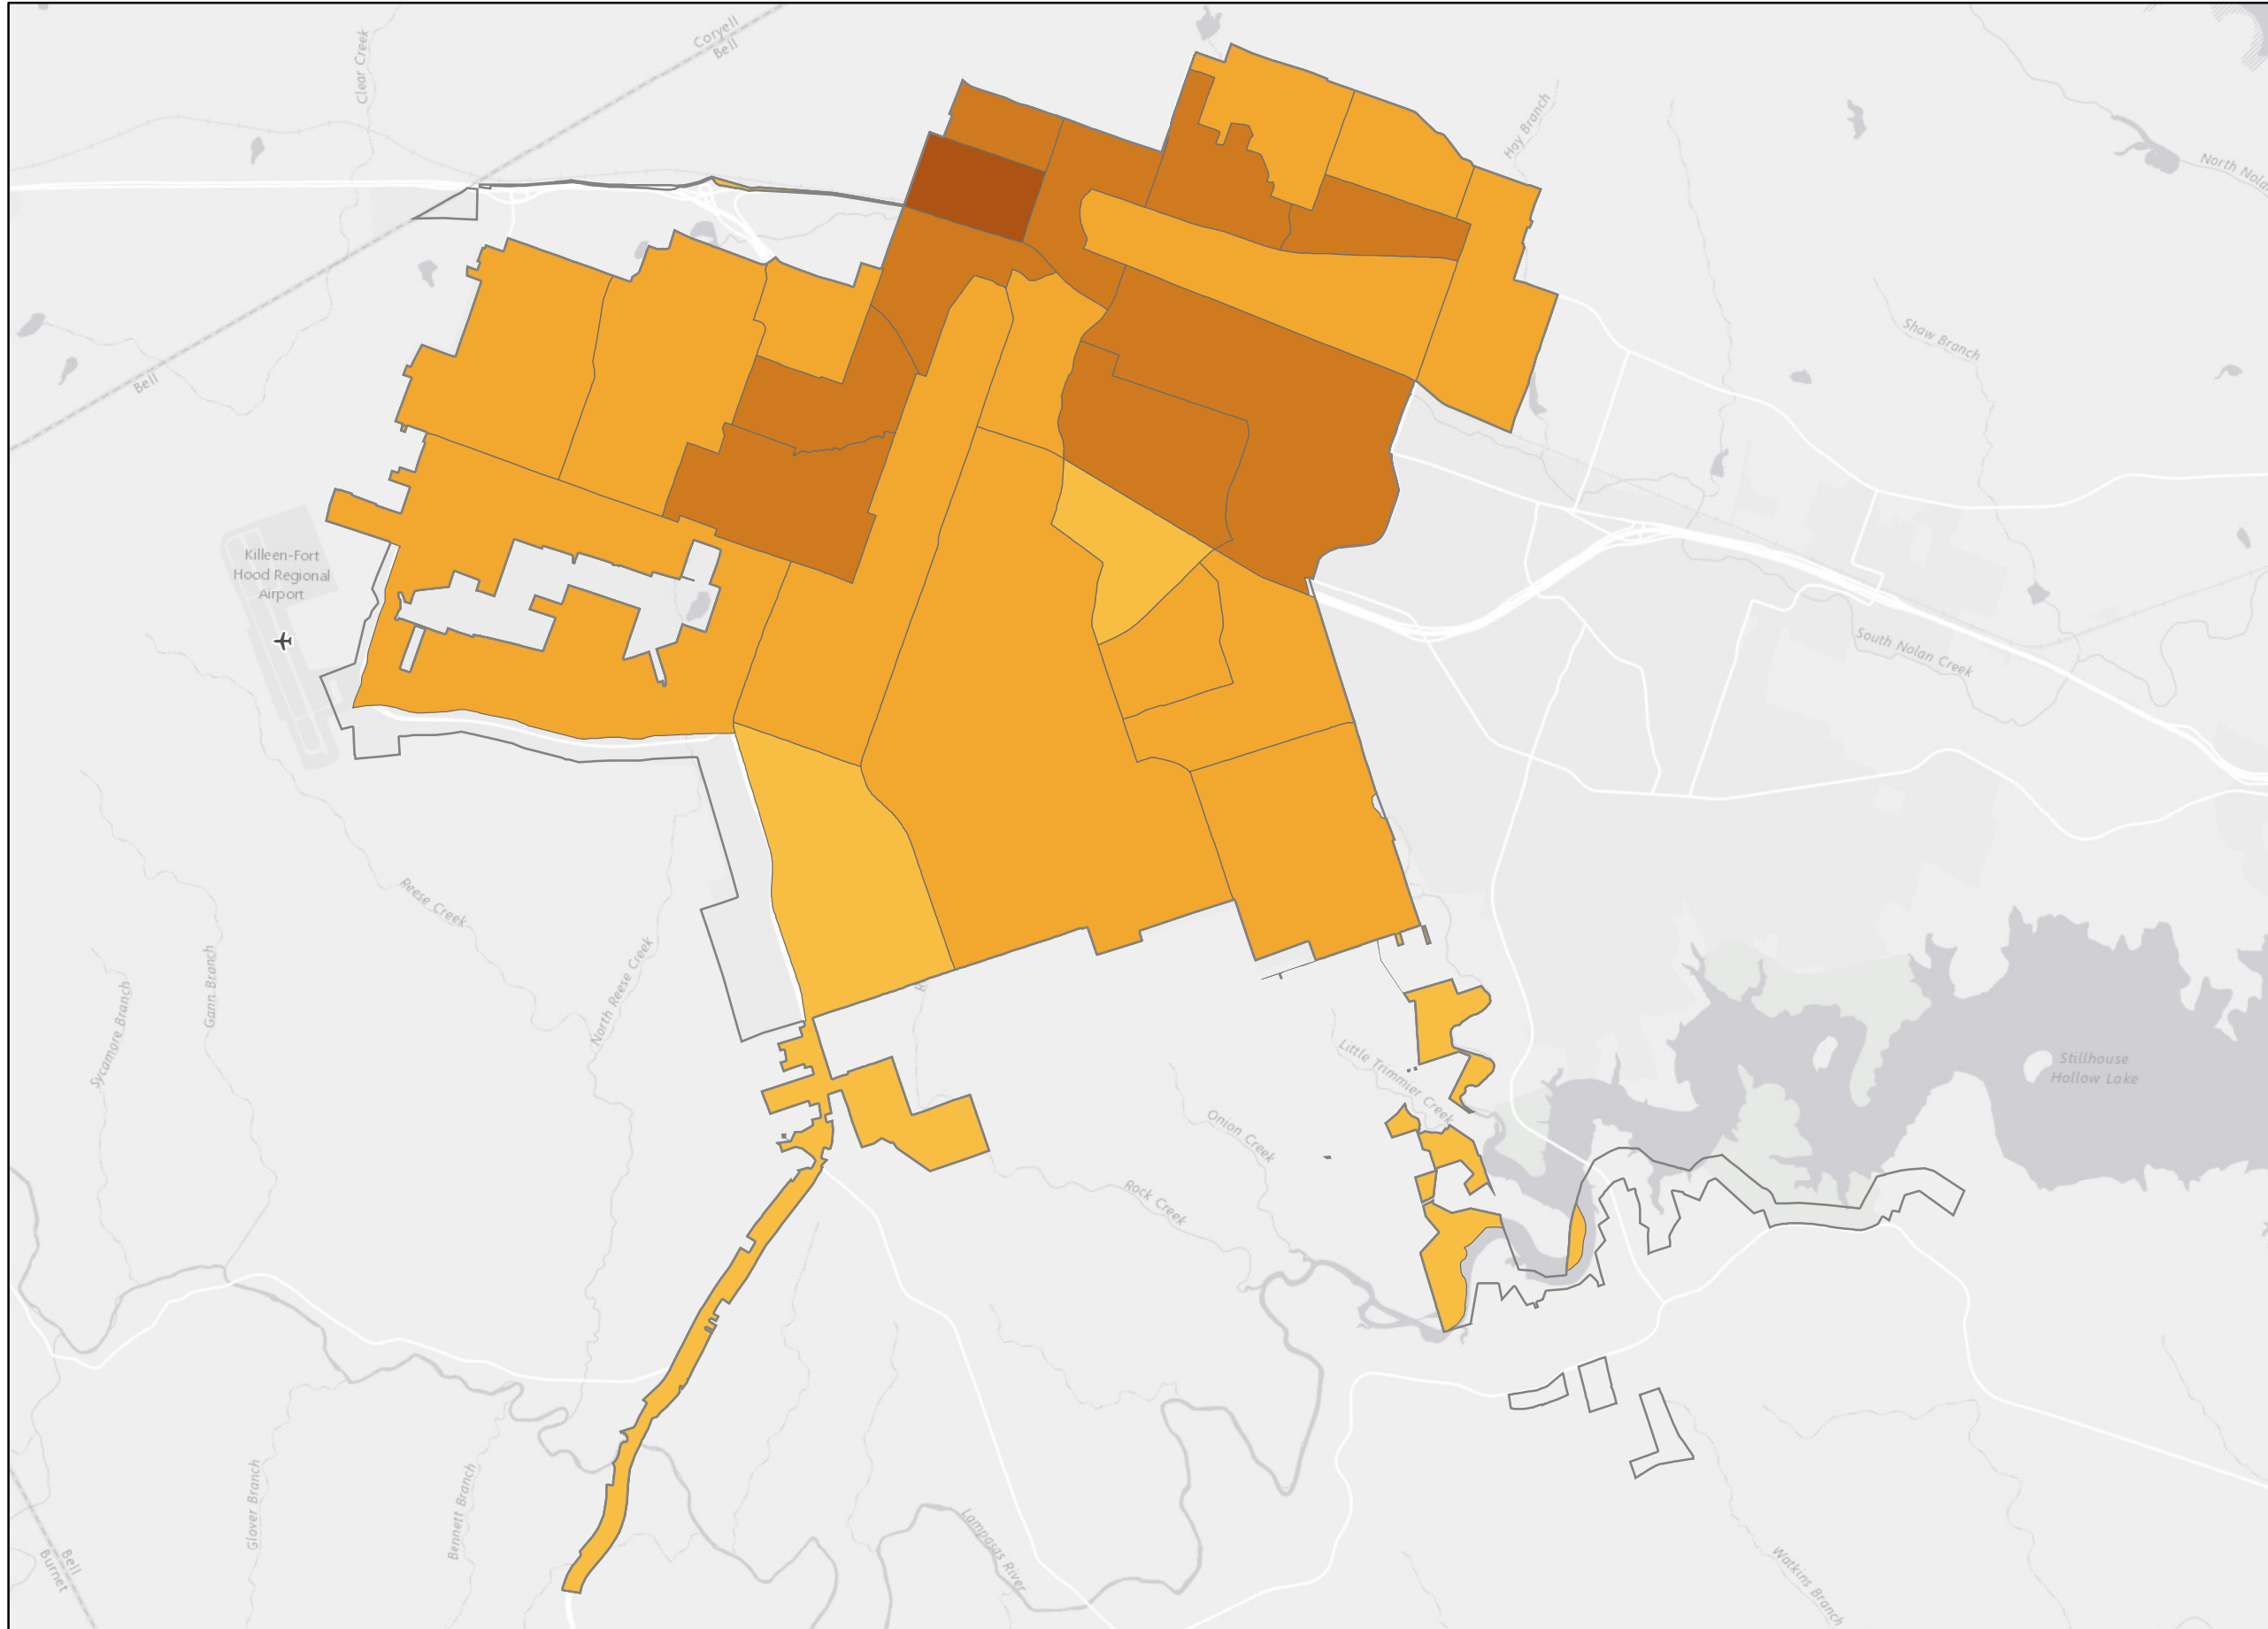 Coryell
Bell
Clear Creek
Hay Branch
North Nola
Shaw Branch
Bell
Killeen-Fort
Hood Regional
Airport
South Nolan Creek
Reese Creek
Gann Branch
Sycamore Branch
North Reese Creek
Little Trimmier Creek
Stillhouse
Hollow Lake
Onion Creek
Rock Creek
Glover Branch
Bennett Branch
Lampasas River
Bell
Burnet
Watkins Branch